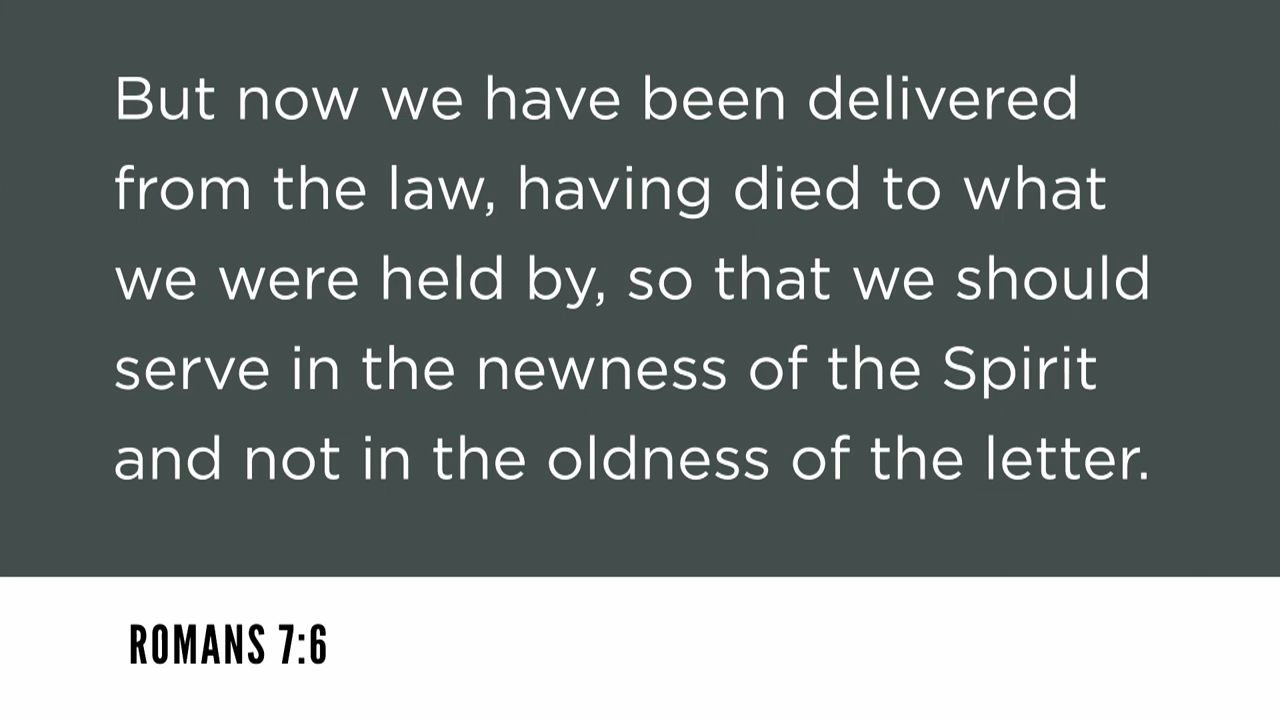 But now we have been delivered
from the law, having died to what
we were held by, so that we should
serve in the newness of the Spirit
and not in the oldness of the letter.
ROMANS 7:6